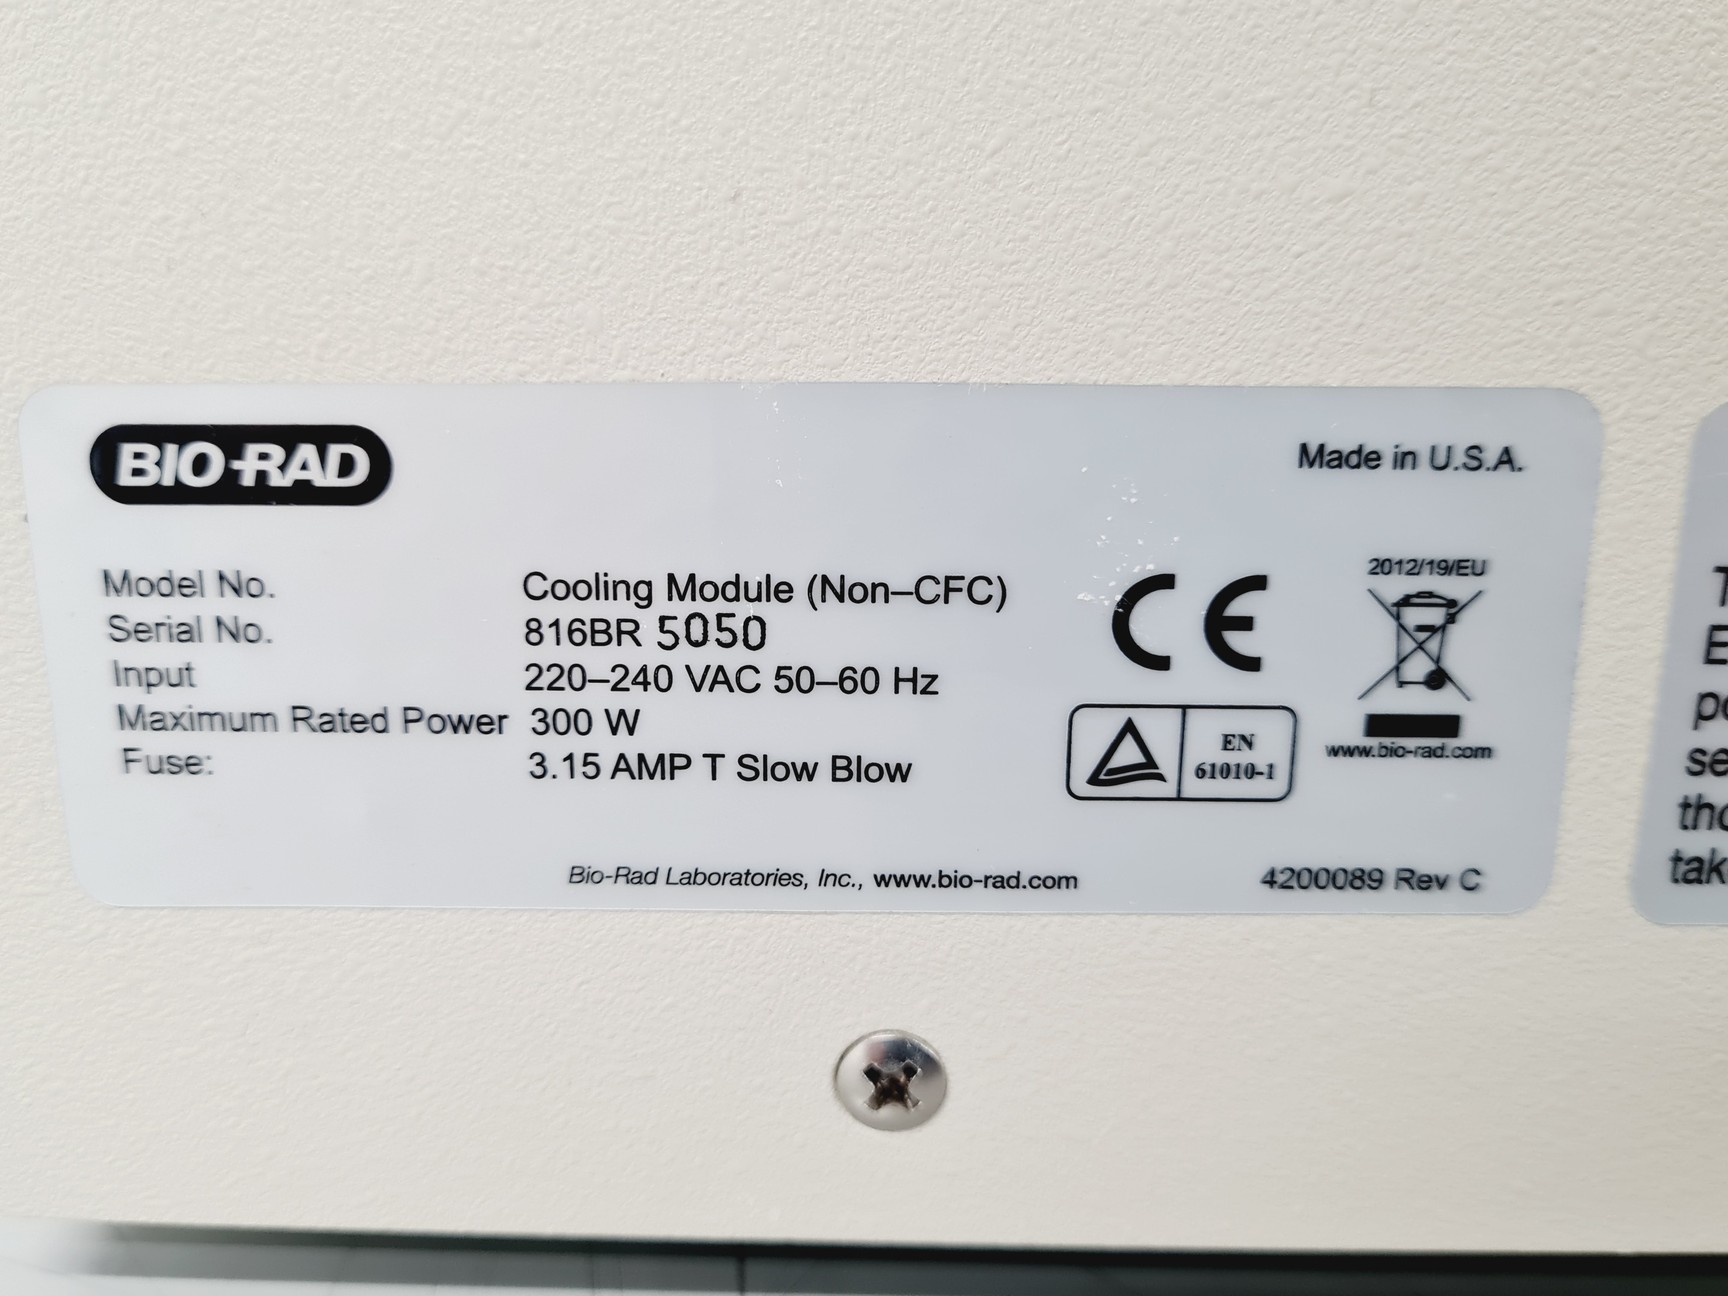 BIO-RAD
Made in U.S.A.
Model No. Cooling Module (Non–CFC)
Serial No. 816BR 5050
Input 220–240 VAC 50–60 Hz
Maximum Rated Power 300 W
Fuse: 3.15 AMP T Slow Blow
CE
2012/19/EU
www.bio-rad.com
EN
61010-1
Bio-Rad Laboratories, Inc., www.bio-rad.com
4200089 Rev C